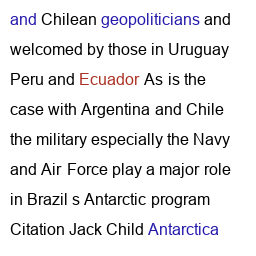 and Chilean geopoliticians and
welcomed by those in Uruguay
Peru and Ecuador As is the
case with Argentina and Chile
the military especially the Navy
and Air Force play a major role
in Brazil s Antarctic program
Citation Jack Child Antarctica